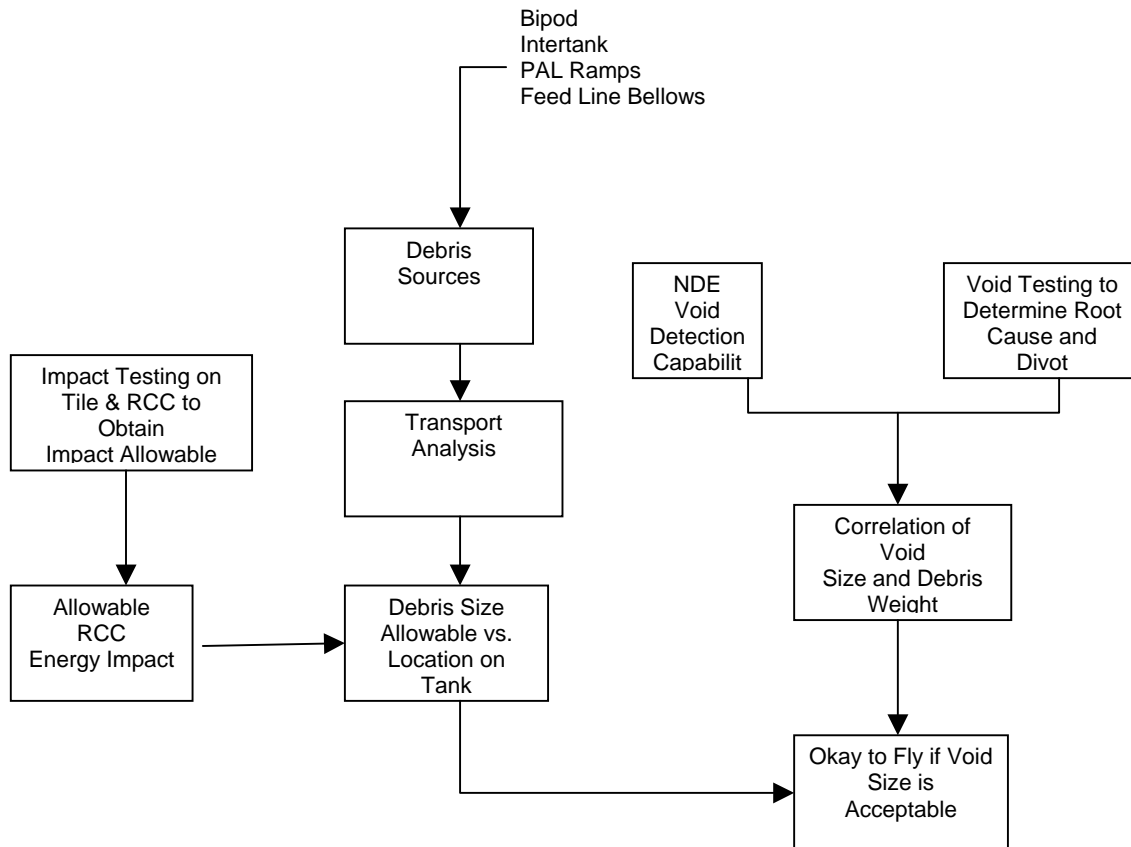 Bipod
Intertank
PAL Ramps
Feed Line Bellows
Debris
Sources
NDE
Void
Detection
Capabilit
Void Testing to
Determine Root
Cause and
Divot
Impact Testing on
Tile & RCC to
Obtain
Impact Allowable
Transport
Analysis
Correlation of
Void
Size and Debris
Weight
Allowable
RCC
Energy Impact
Debris Size
Allowable vs.
Location on
Tank
Okay to Fly if Void
Size is
Acceptable